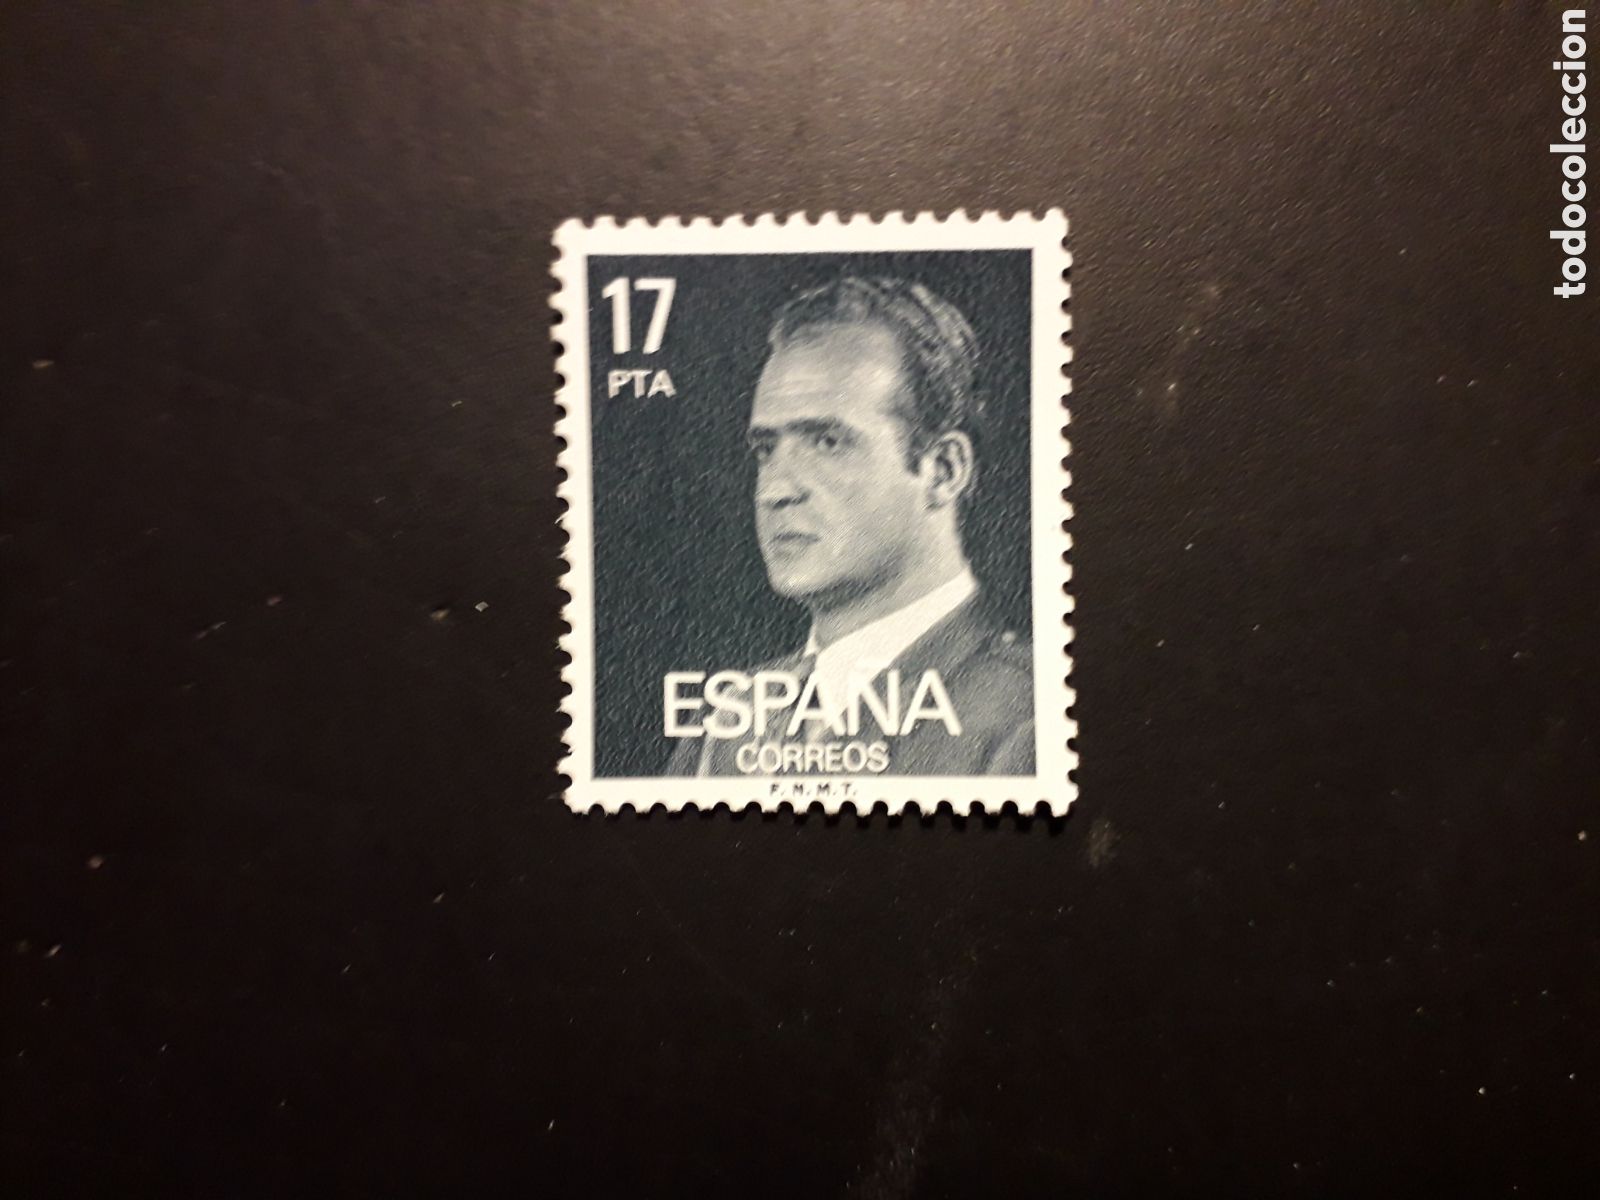 17
PTA
ESPAÑA
CORREOS
F. N. M. T.
todocoleccion